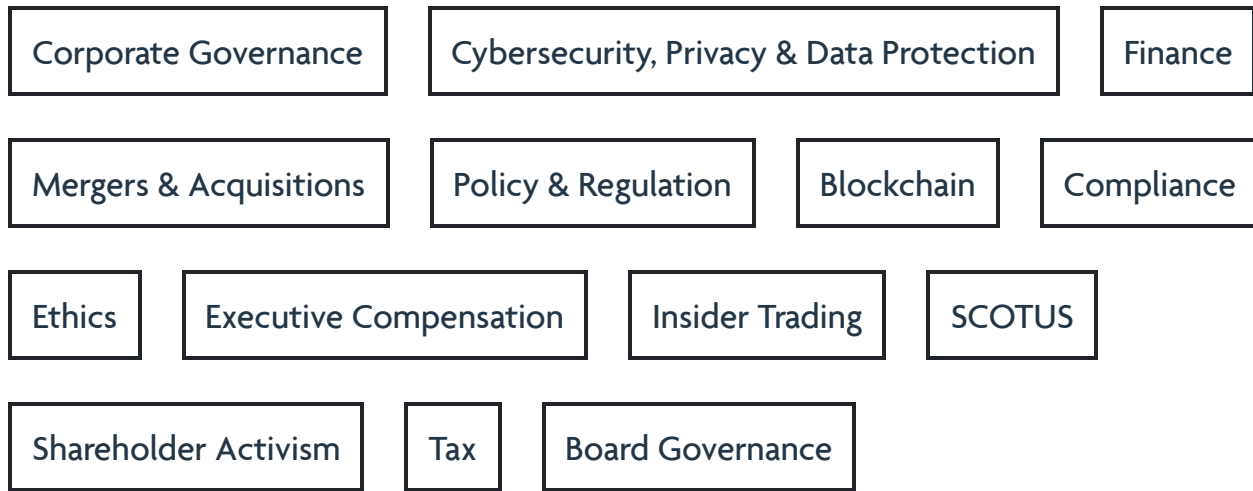 Corporate Governance Cybersecurity, Privacy & Data Protection Finance
Mergers & Acquisitions Policy & Regulation Blockchain Compliance
Ethics Executive Compensation Insider Trading SCOTUS
Shareholder Activism Tax Board Governance